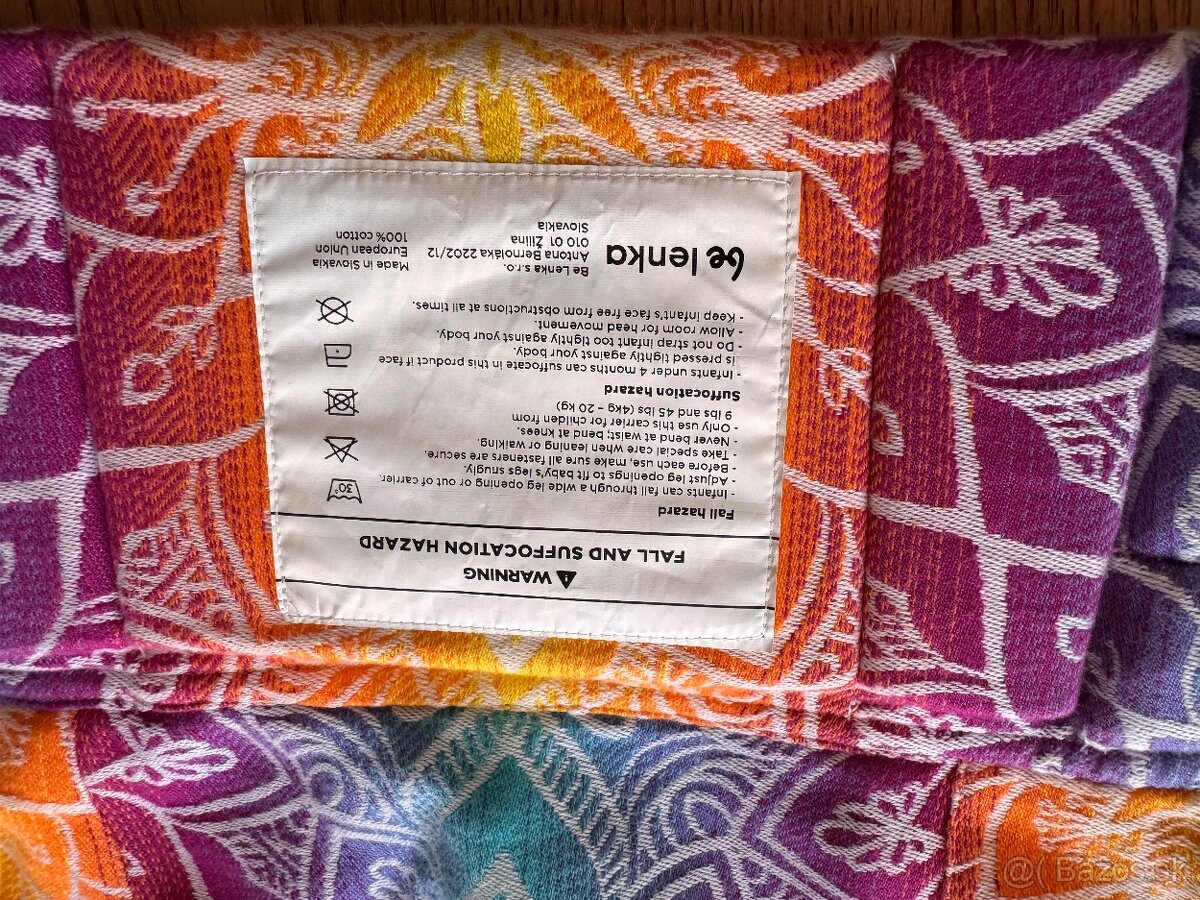 WARNING
FALL AND SUFFOCATION HAZARD
Fall hazard
- Infants can fall through a wide leg opening or out of carrier.
- Adjust leg openings to fit baby's legs snugly.
- Before each use, make sure all fasteners are secure.
- Take special care when leaning or walking.
- Never bend at waist; bend at knees.
- Only use this carrier for childen from
9 lbs and 45 lbs (4kg - 20 kg)
Suffocation hazard
- Infants under 4 months can suffocate in this product if face
is pressed tightly against your body.
- Do not strap infant too tightly against your body.
- Allow room for head movement.
- Keep infant's face free from obstructions at all times.
30°
be lenka
Be Lenka s.r.o.
Antona Bernoláka 2202/12
010 01 Žilina
Slovakia
Made in Slovakia
European Union
100% cotton
@( Bazos.sk